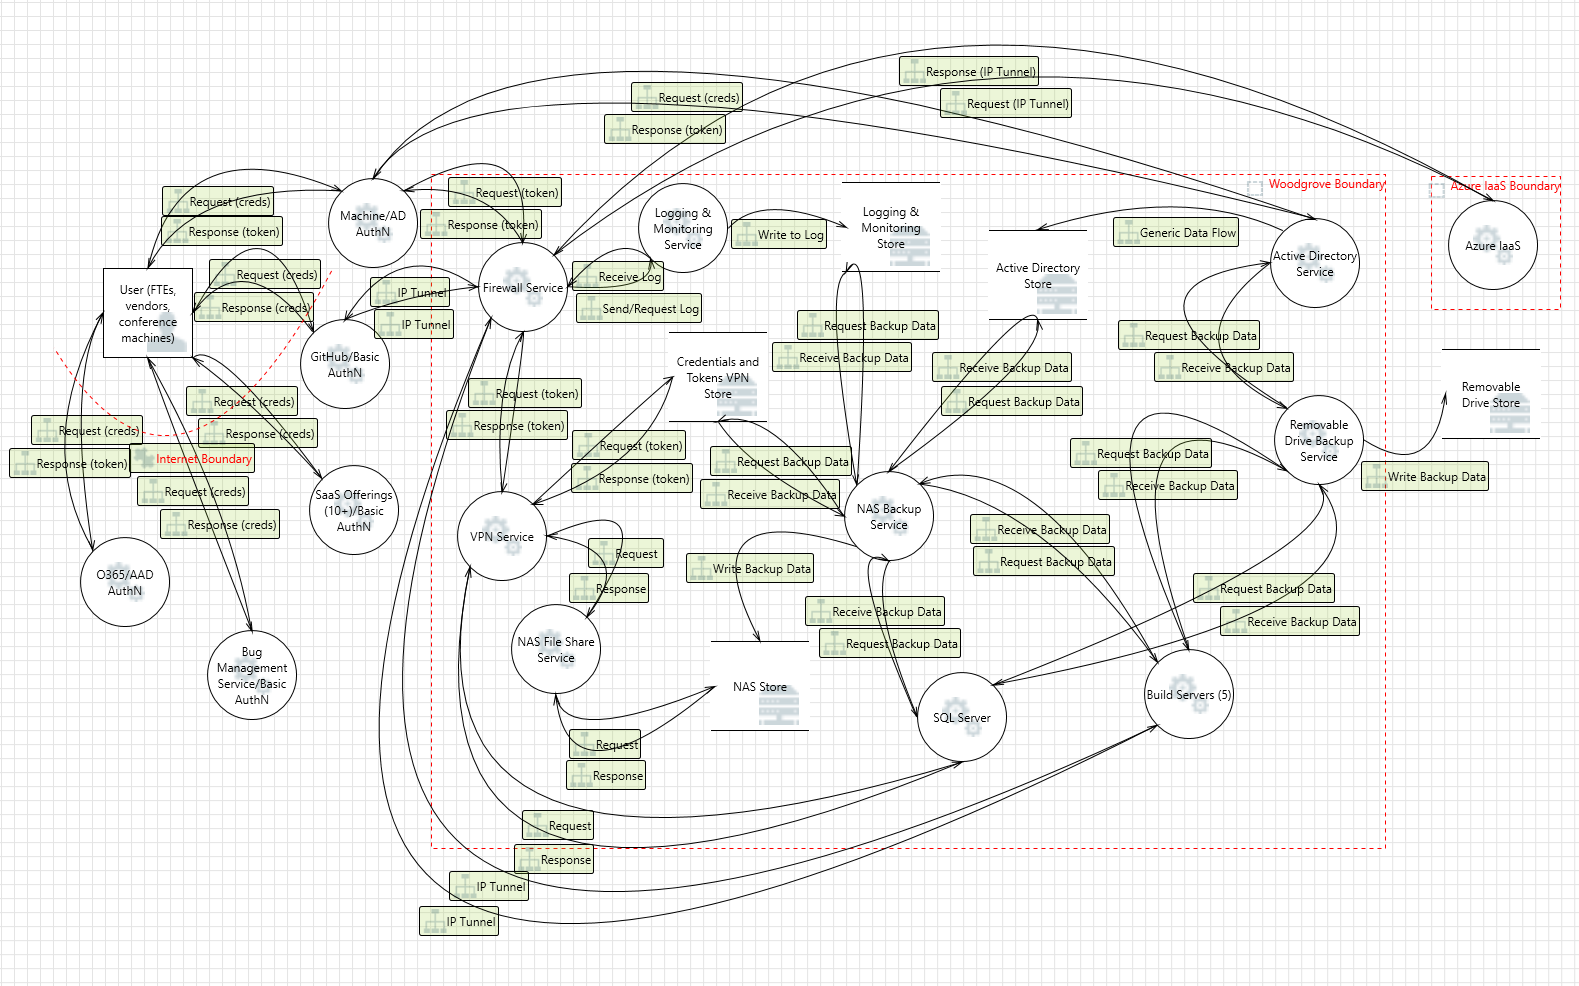 Response (IP Tunnel)
Request (IP Tunnel)
Request (creds)
Response (token)
Woodgrove Boundary
Azure IaaS Boundary
Request (creds)
Response (token)
Machine/AD
AuthN
Request (token)
Response (token)
Logging &
Monitoring
Service
Write to Log
Logging &
Monitoring
Store
Generic Data Flow
Active Directory
Service
Azure IaaS
Request (creds)
Response (creds)
User (FTEs,
vendors,
conference
machines)
IP Tunnel
IP Tunnel
Firewall Service
Receive Log
Send/Request Log
Active Directory
Store
GitHub/Basic
AuthN
Request Backup Data
Receive Backup Data
Request Backup Data
Receive Backup Data
Credentials and
Tokens VPN
Store
Receive Backup Data
Request Backup Data
Removable
Drive Store
Request (creds)
Response (creds)
Request (creds)
Response (token)
Internet Boundary
Request (creds)
Response (creds)
Request (token)
Response (token)
Request (token)
Response (token)
Request Backup Data
Receive Backup Data
Request Backup Data
Receive Backup Data
Removable
Drive Backup
Service
Write Backup Data
SaaS Offerings
(10+)/Basic
AuthN
VPN Service
NAS Backup
Service
Receive Backup Data
Request Backup Data
Request
Response
Write Backup Data
O365/AAD
AuthN
Receive Backup Data
Request Backup Data
Request Backup Data
Receive Backup Data
Bug
Management
Service/Basic
AuthN
NAS File Share
Service
NAS Store
SQL Server
Build Servers (5)
Request
Response
Request
Response
IP Tunnel
IP Tunnel